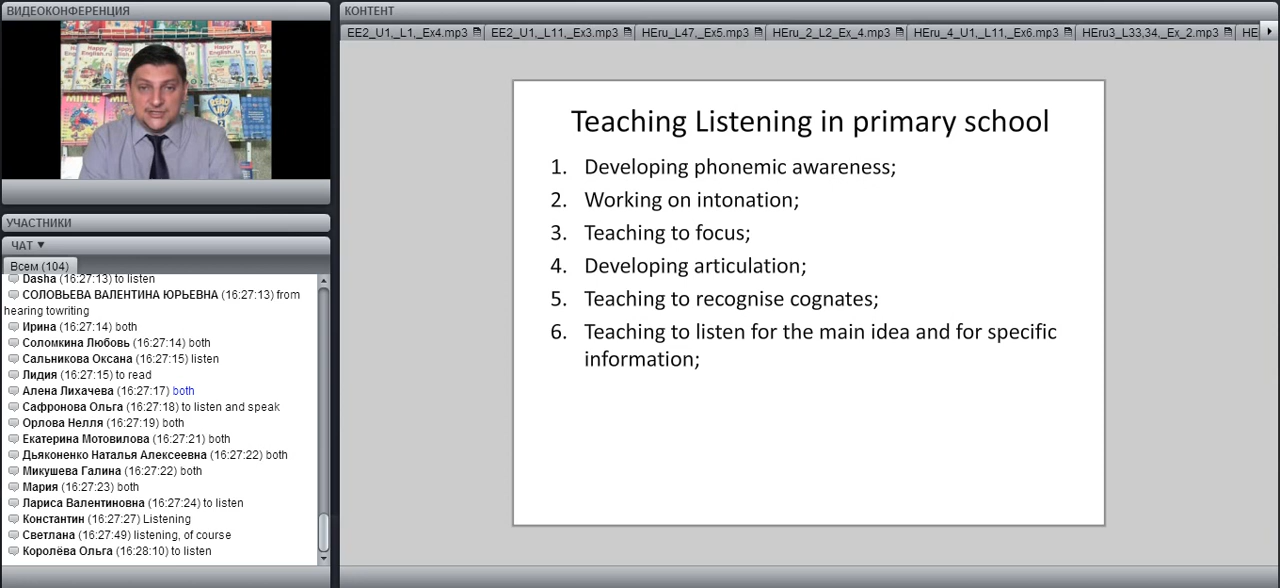 ВИДЕОКОНФЕРЕНЦИЯ
Happy English.ru
Happy English.ru
MILLIE
УЧАСТНИКИ
ЧАТ ▼
Всем (104)
Dasha (16:27:13) to listen
СОЛОВЬЕВА ВАЛЕНТИНА ЮРЬЕВНА (16:27:13) from
hearing towriting
Ирина (16:27:14) both
Соломкина Любовь (16:27:14) both
Сальникова Оксана (16:27:15) listen
Лидия (16:27:15) to read
Алена Лихачева (16:27:17) both
Сафронова Ольга (16:27:18) to listen and speak
Орлова Нелля (16:27:19) both
Екатерина Мотовилова (16:27:21) both
Дьяконенко Наталья Алексеевна (16:27:22) both
Микушева Галина (16:27:22) both
Мария (16:27:23) both
Лариса Валентиновна (16:27:24) to listen
Константин (16:27:27) Listening
Светлана (16:27:49) listening, of course
Королёва Ольга (16:28:10) to listen
КОНТЕНТ
EE2_U1,_L1,_Ex4.mp3 EE2_U1,_L11,_Ex3.mp3 HEru_L47,_Ex5.mp3 HEru_2_L2_Ex_4.mp3 HEru_4_U1,_L11,_Ex6.mp3 HEru3_L33,34,_Ex_2.mp3 HE
Teaching Listening in primary school
1. Developing phonemic awareness;
2. Working on intonation;
3. Teaching to focus;
4. Developing articulation;
5. Teaching to recognise cognates;
6. Teaching to listen for the main idea and for specific
information;